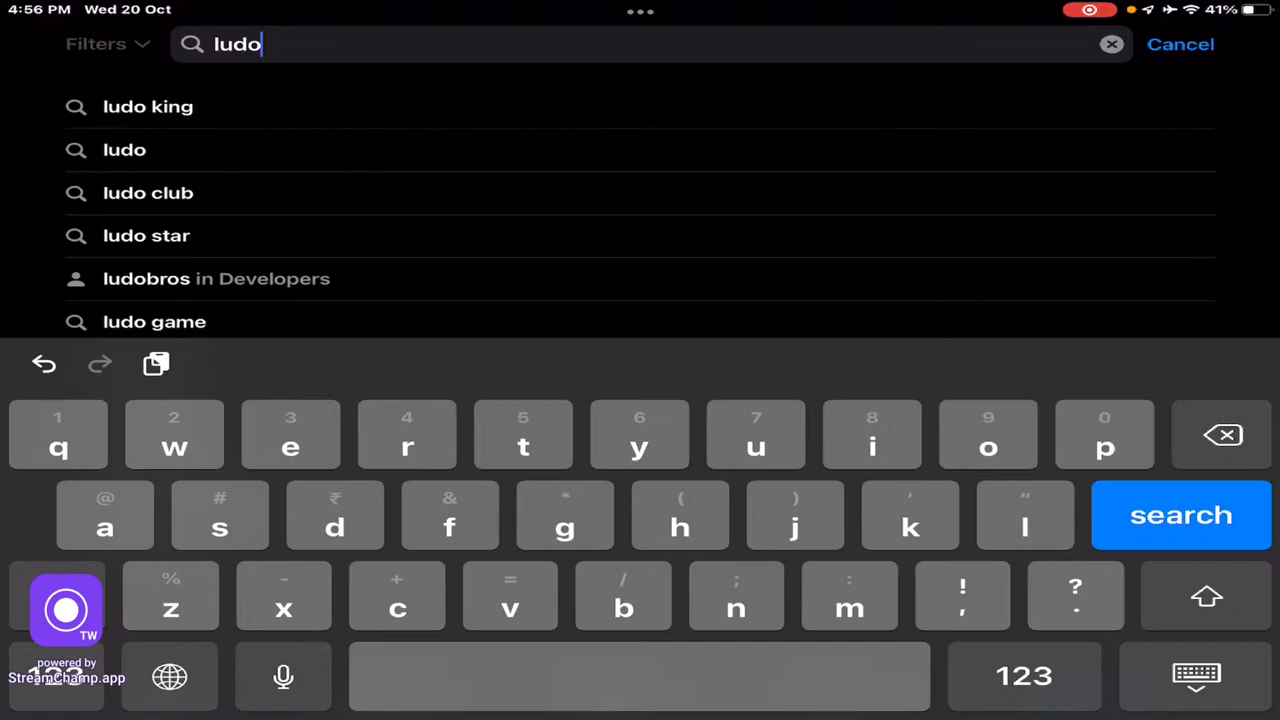 4:56 PM Wed 20 Oct 41%
Filters ludo Cancel
ludo king
ludo
ludo club
ludo star
ludobros in Developers
ludo game
1 2 3 4 5 6 7 8 9 0
q w e r t y u i o p
@ # ₹ & * ( ) ' "
a s d f g h j k l search
% - + = / ; : ! ?
z x c v b n m , .
TW
powered by
StreamChamp.app
123 123